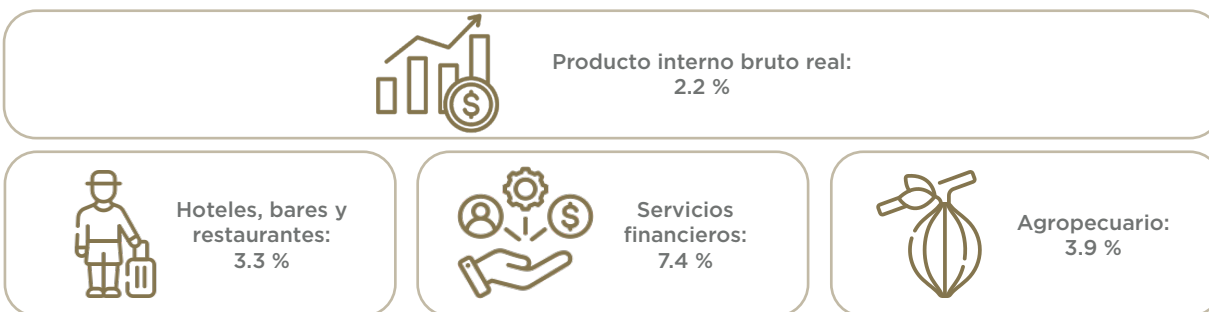 Producto interno bruto real:
2.2 %
Hoteles, bares y
restaurantes:
3.3 %
Servicios
financieros:
7.4 %
Agropecuario:
3.9 %